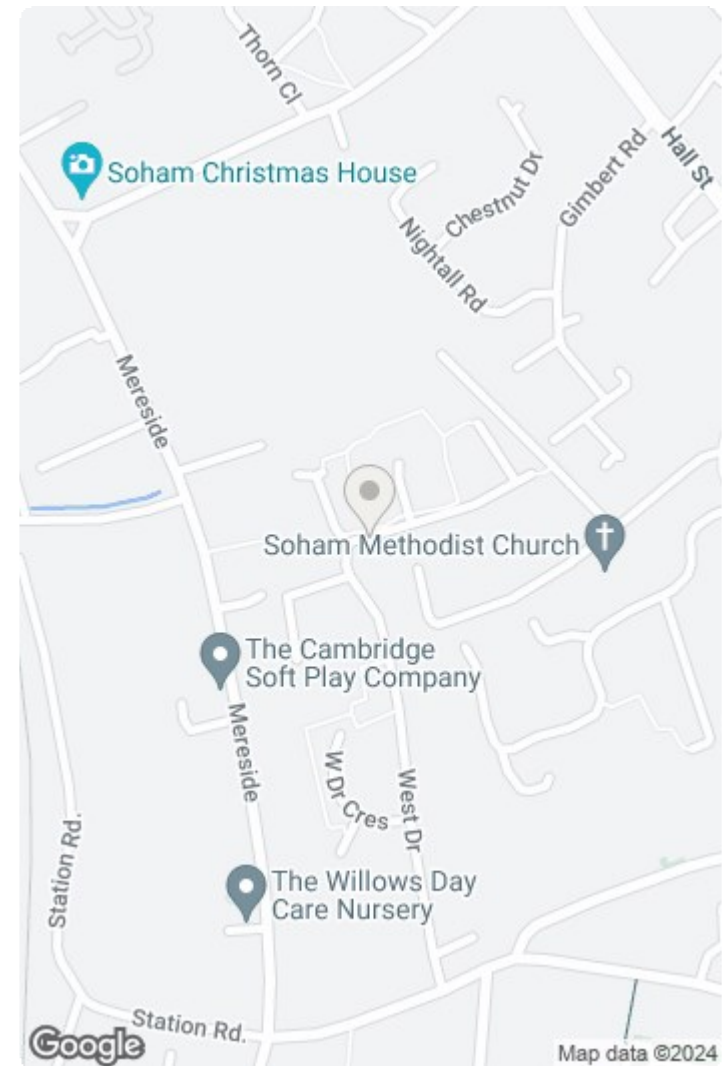 Thorn Cl
Hall St
Soham Christmas House
Chestnut Dr
Gimbert Rd
Nightall Rd
Mereside
Soham Methodist Church
The Cambridge
Soft Play Company
Mereside
W Dr Cres
West Dr
Station Rd.
The Willows Day
Care Nursery
Station Rd.
Google
Map data ©2024